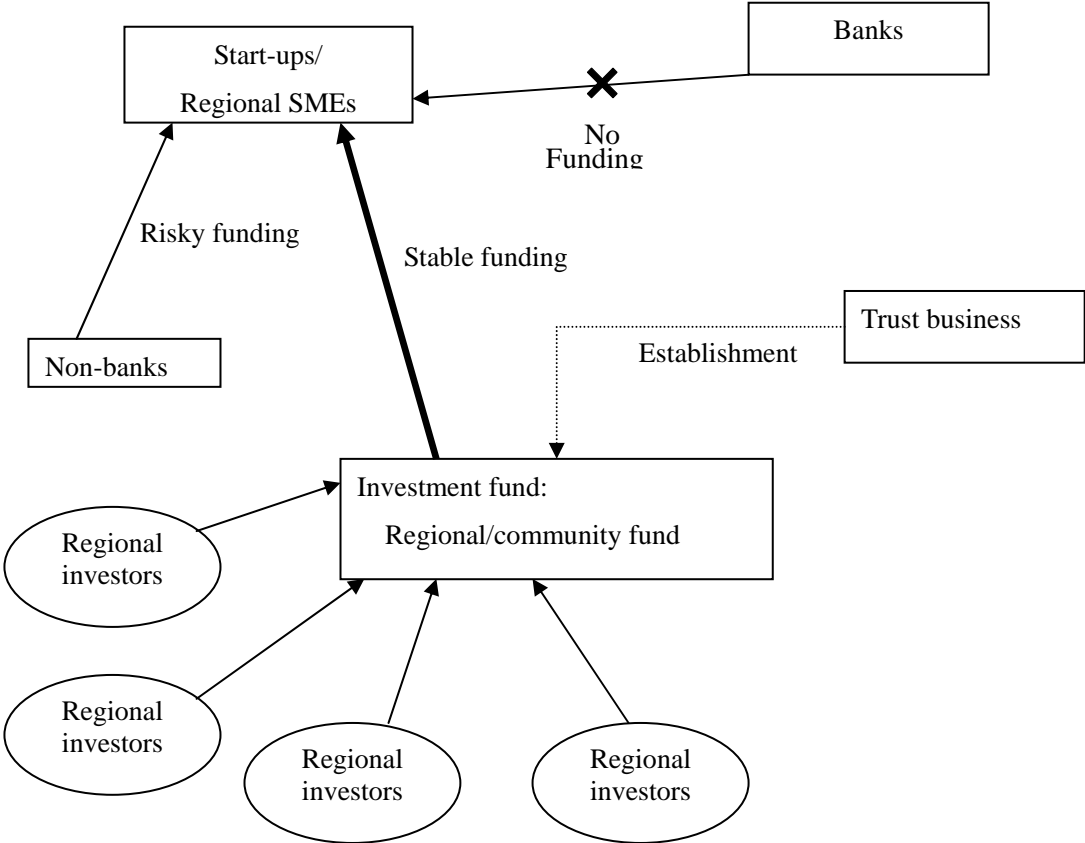 Banks
Start-ups/
Regional SMEs
No
Funding
Risky funding
Stable funding
Trust business
Establishment
Non-banks
Investment fund:
Regional/community fund
Regional
investors
Regional
investors
Regional
investors
Regional
investors